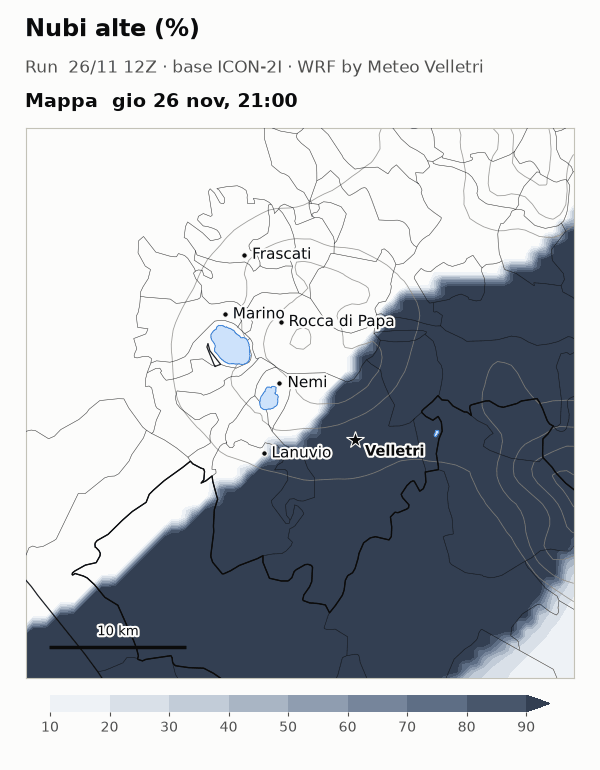 Nubi alte (%)
Run  26/11 12Z · base ICON-2I · WRF by Meteo Velletri
Mappa  gio 26 nov, 21:00
Frascati
Marino
Rocca di Papa
Nemi
Velletri
Lanuvio
10 km
10 20 30 40 50 60 70 80 90